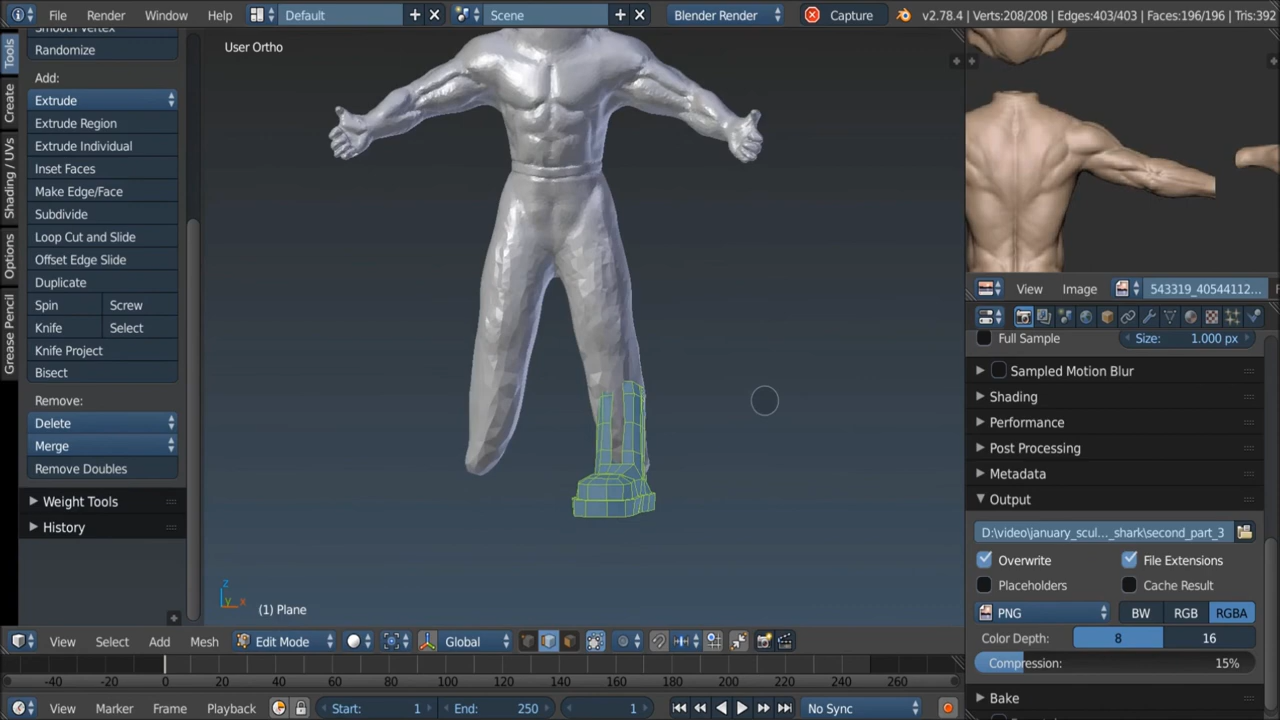 File Render Window Help Default Scene Blender Render Capture v2.78.4 | Verts:208/208 | Edges:403/403 | Faces:196/196 | Tris:392
Tools
Create
Shading / UVs
Options
Grease Pencil
Smooth Vertex
Randomize
Add:
Extrude
Extrude Region
Extrude Individual
Inset Faces
Make Edge/Face
Subdivide
Loop Cut and Slide
Offset Edge Slide
Duplicate
Spin Screw
Knife Select
Knife Project
Bisect
Remove:
Delete
Merge
Remove Doubles
Weight Tools
History
User Ortho
z
y x
(1) Plane
View Select Add Mesh Edit Mode Global
View Image 543319_40544112...
Full Sample Size: 1.000 px
Sampled Motion Blur
Shading
Performance
Post Processing
Metadata
Output
D:\video\january_scul..._shark\second_part_3
Overwrite File Extensions
Placeholders Cache Result
PNG BW RGB RGBA
Color Depth: 8 16
Compression: 15%
Bake
-40 -20 0 20 40 60 80 100 120 140 160 180 200 220 240 260
View Marker Frame Playback Start: 1 End: 250 1 No Sync